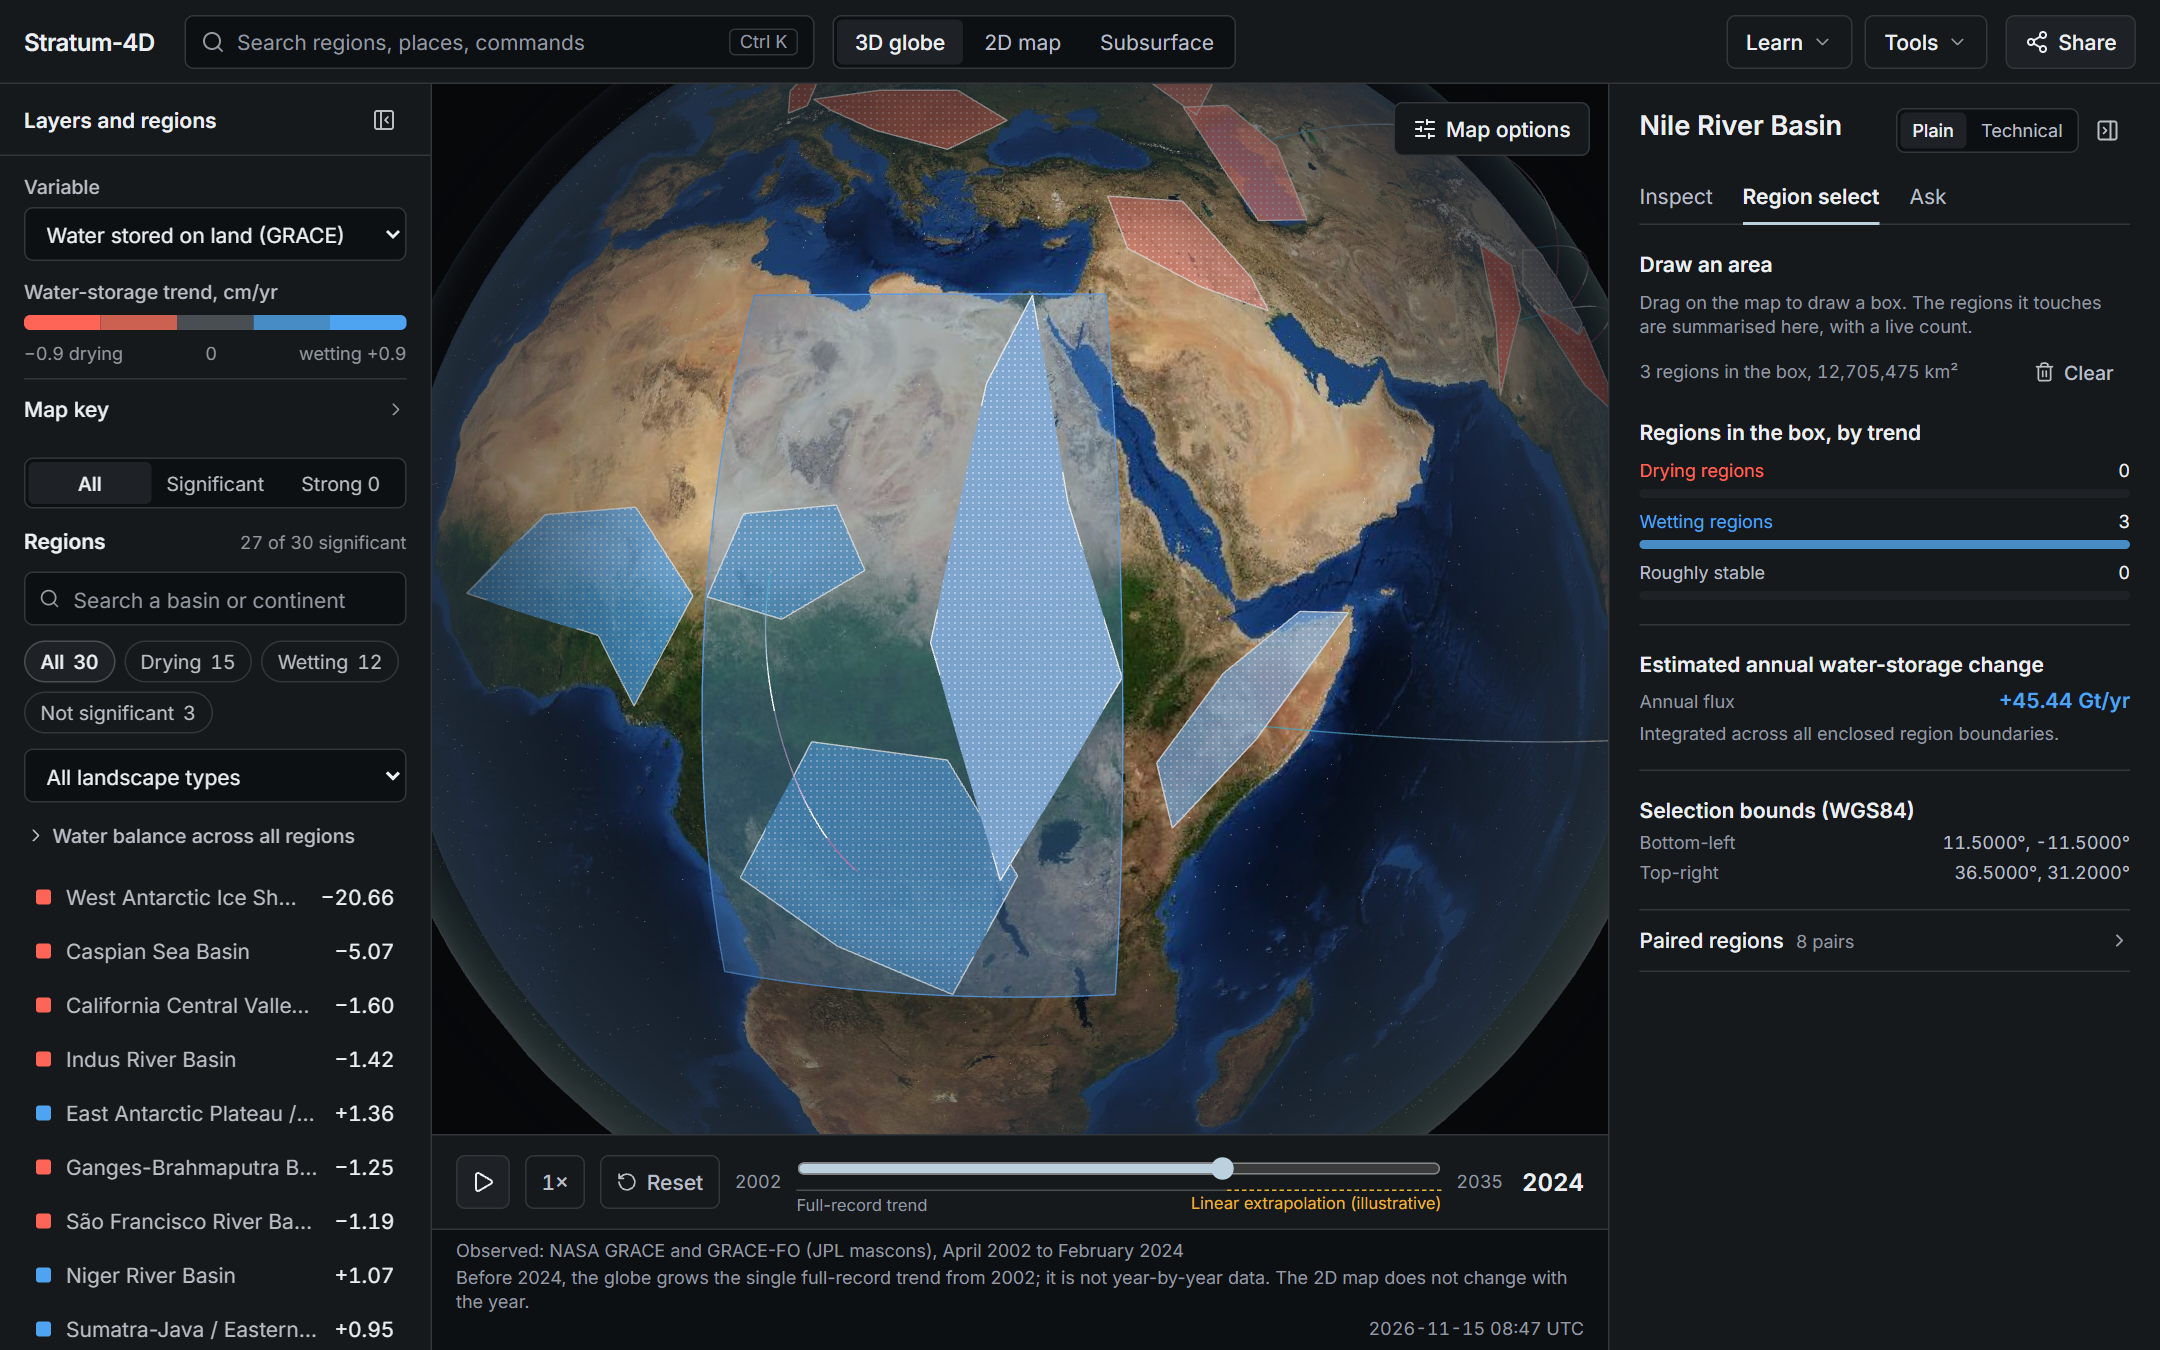 Stratum-4D
Search regions, places, commands
Ctrl K
3D globe
2D map
Subsurface
Learn
Tools
Share
Layers and regions
Variable
Water stored on land (GRACE)
Water-storage trend, cm/yr
−0.9 drying
0
wetting +0.9
Map key
All
Significant
Strong 0
Regions
27 of 30 significant
Search a basin or continent
All 30
Drying 15
Wetting 12
Not significant 3
All landscape types
Water balance across all regions
West Antarctic Ice Sh... −20.66
Caspian Sea Basin −5.07
California Central Valle... −1.60
Indus River Basin −1.42
East Antarctic Plateau /... +1.36
Ganges-Brahmaputra B... −1.25
São Francisco River Ba... −1.19
Niger River Basin +1.07
Sumatra-Java / Eastern... +0.95
Map options
1×
Reset
2002
2035
2024
Full-record trend
Linear extrapolation (illustrative)
Observed: NASA GRACE and GRACE-FO (JPL mascons), April 2002 to February 2024
Before 2024, the globe grows the single full-record trend from 2002; it is not year-by-year data. The 2D map does not change with
the year.
2026-11-15 08:47 UTC
Nile River Basin
Plain
Technical
Inspect
Region select
Ask
Draw an area
Drag on the map to draw a box. The regions it touches
are summarised here, with a live count.
3 regions in the box, 12,705,475 km²
Clear
Regions in the box, by trend
Drying regions 0
Wetting regions 3
Roughly stable 0
Estimated annual water-storage change
Annual flux +45.44 Gt/yr
Integrated across all enclosed region boundaries.
Selection bounds (WGS84)
Bottom-left 11.5000°, -11.5000°
Top-right 36.5000°, 31.2000°
Paired regions 8 pairs